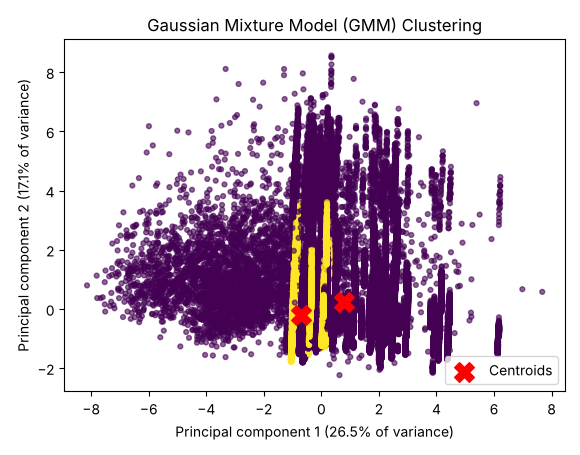 Gaussian Mixture Model (GMM) Clustering
Principal component 2 (17.1% of variance)
8
6
4
2
0
−2
Centroids
−8 −6 −4 −2 0 2 4 6 8
Principal component 1 (26.5% of variance)